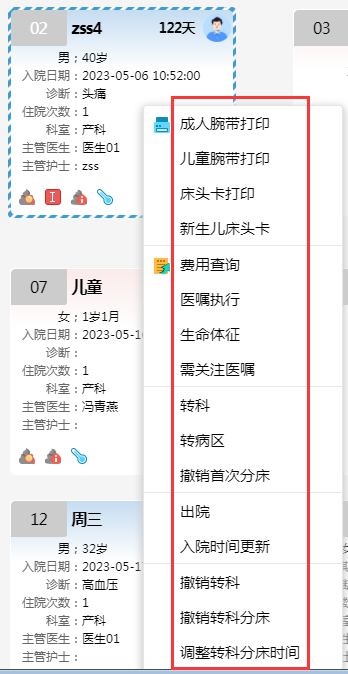 02 zss4 122天
男；40岁
入院日期：2023-05-06 10:52:00
诊断：头痛
住院次数：1
科室：产科
主管医生：医生01
主管护士：zss
03
成人腕带打印
儿童腕带打印
床头卡打印
新生儿床头卡
费用查询
医嘱执行
生命体征
需关注医嘱
转科
转病区
撤销首次分床
出院
入院时间更新
撤销转科
撤销转科分床
调整转科分床时间
07 儿童
女；1岁1月
入院日期：2023-05-1
诊断：
住院次数：1
科室：产科
主管医生：冯青燕
主管护士：
12 周三
男；32岁
入院日期：2023-05-1
诊断：高血压
住院次数：1
科室：产科
主管医生：医生01
主管护士：